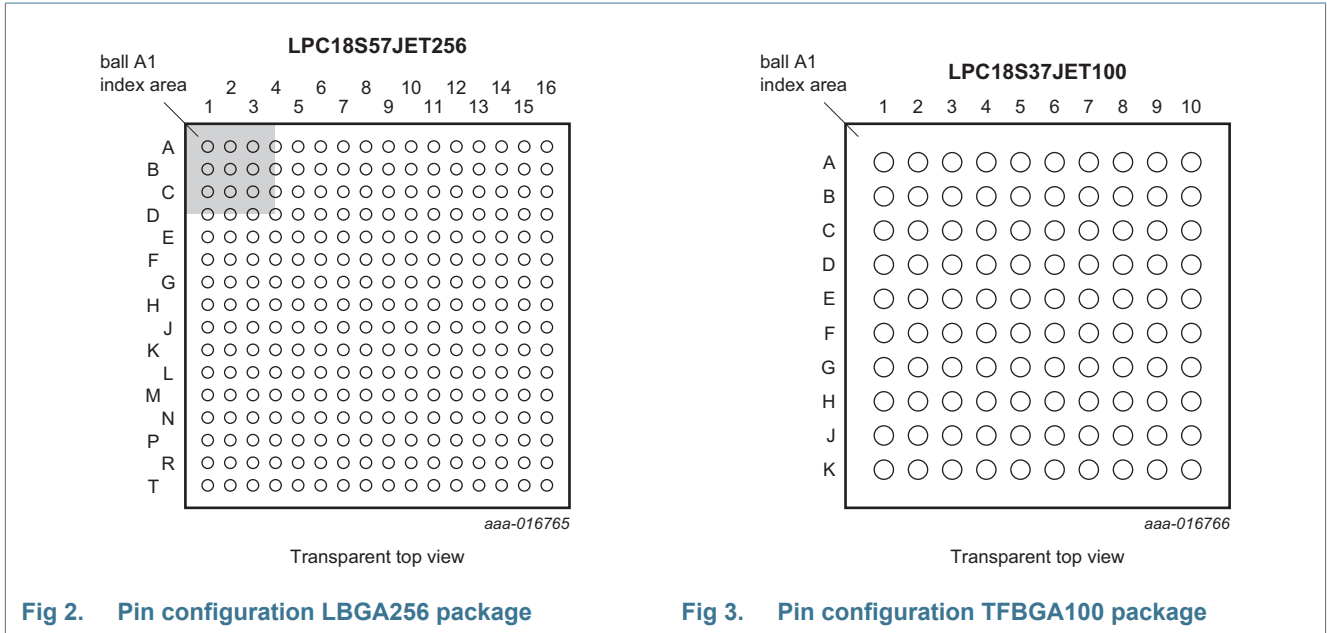 LPC18S57JET256
ball A1
index area
2 4 6 8 10 12 14 16
1 3 5 7 9 11 13 15
A
B
C
D
E
F
G
H
J
K
L
M
N
P
R
T
aaa-016765
Transparent top view
Fig 2. Pin configuration LBGA256 package
LPC18S37JET100
ball A1
index area
1 2 3 4 5 6 7 8 9 10
A
B
C
D
E
F
G
H
J
K
aaa-016766
Transparent top view
Fig 3. Pin configuration TFBGA100 package